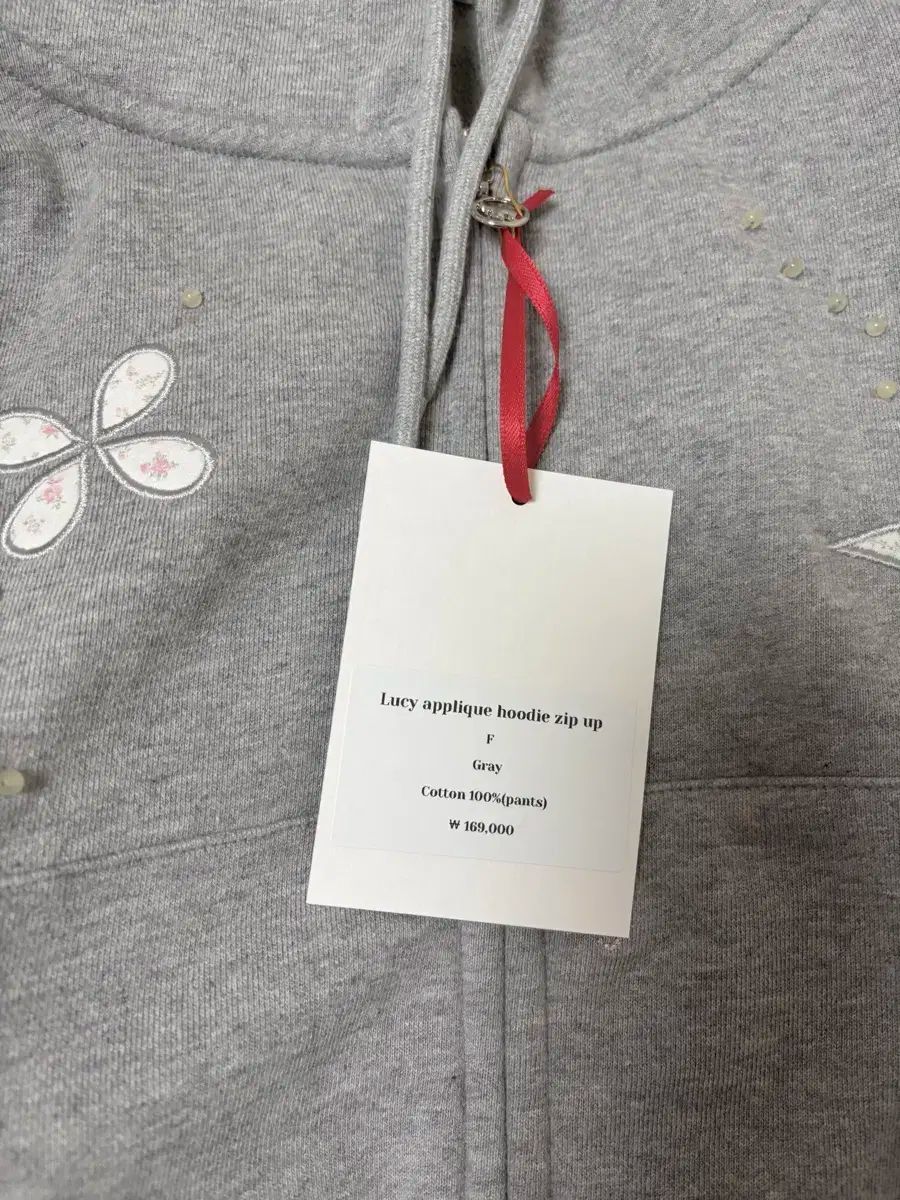 Lucy applique hoodie zip up
F
Gray
Cotton 100%(pants)
₩ 169,000